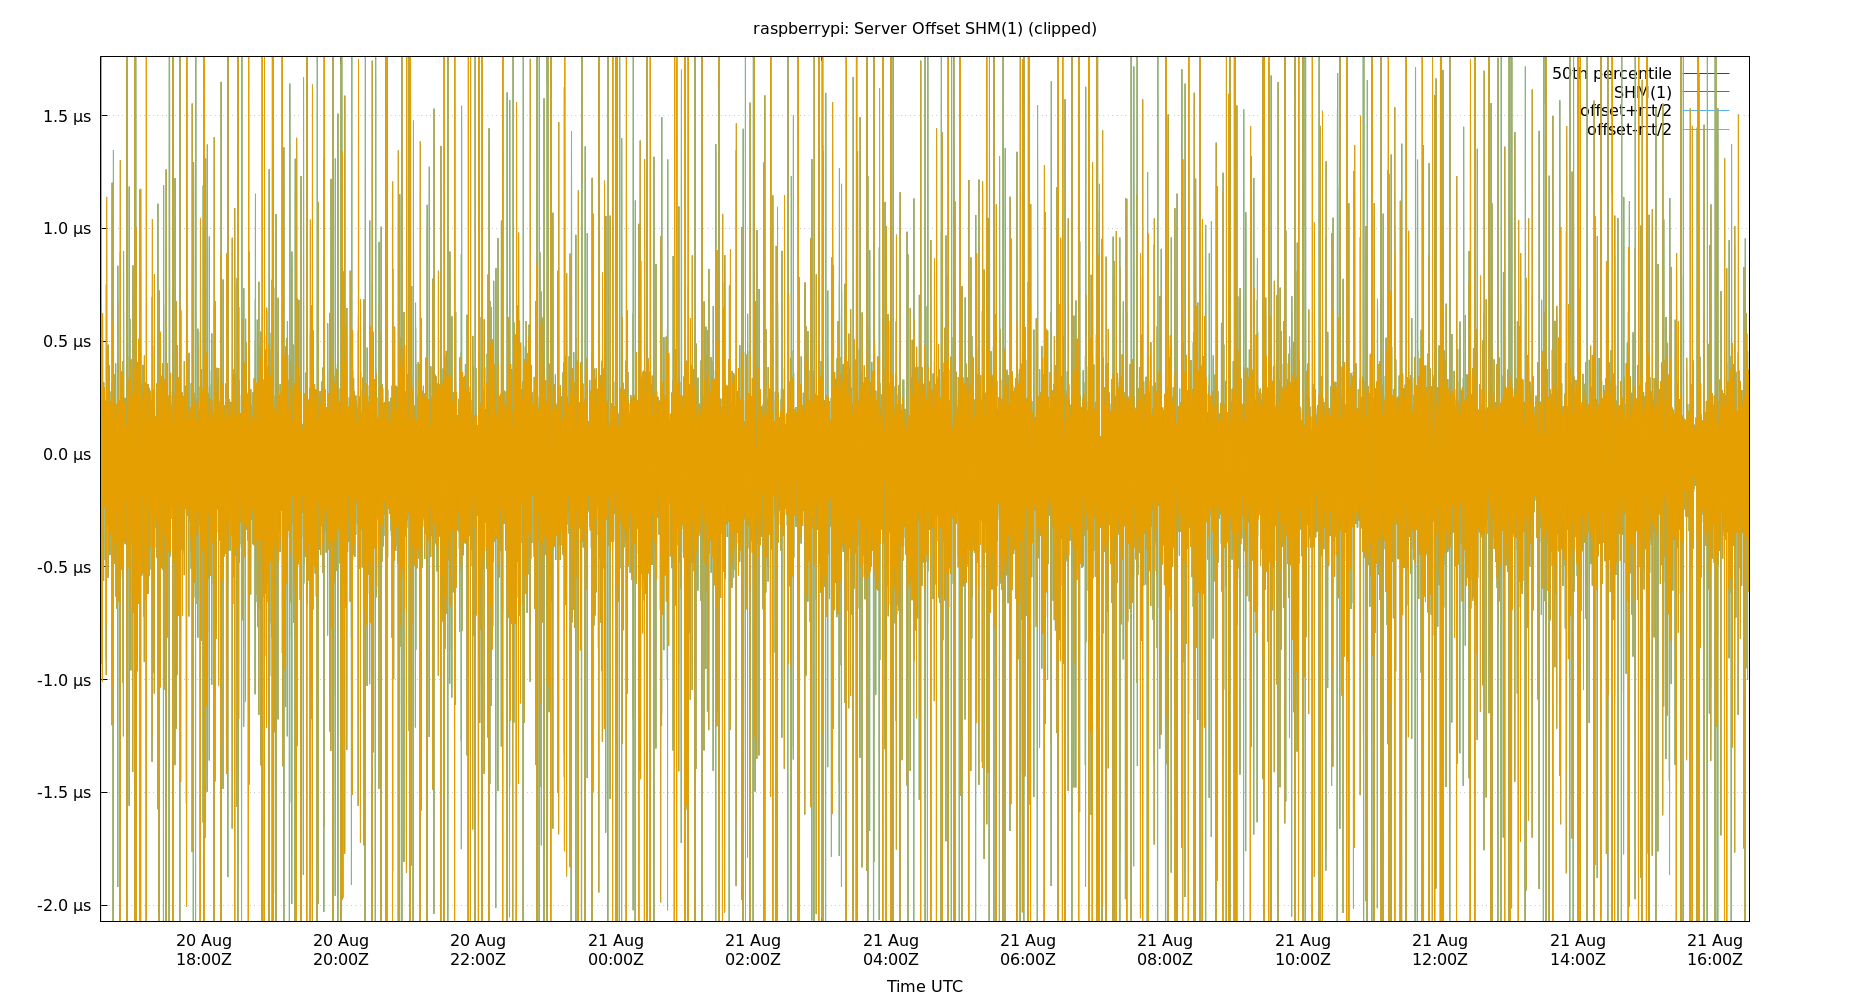 raspberrypi: Server Offset SHM(1) (clipped)
50th percentile
SHM(1)
offset+rtt/2
offset-rtt/2
1.5 µs
1.0 µs
0.5 µs
0.0 µs
-0.5 µs
-1.0 µs
-1.5 µs
-2.0 µs
20 Aug 20 Aug 20 Aug 21 Aug 21 Aug 21 Aug 21 Aug 21 Aug 21 Aug 21 Aug 21 Aug 21 Aug
18:00Z 20:00Z 22:00Z 00:00Z 02:00Z 04:00Z 06:00Z 08:00Z 10:00Z 12:00Z 14:00Z 16:00Z
Time UTC